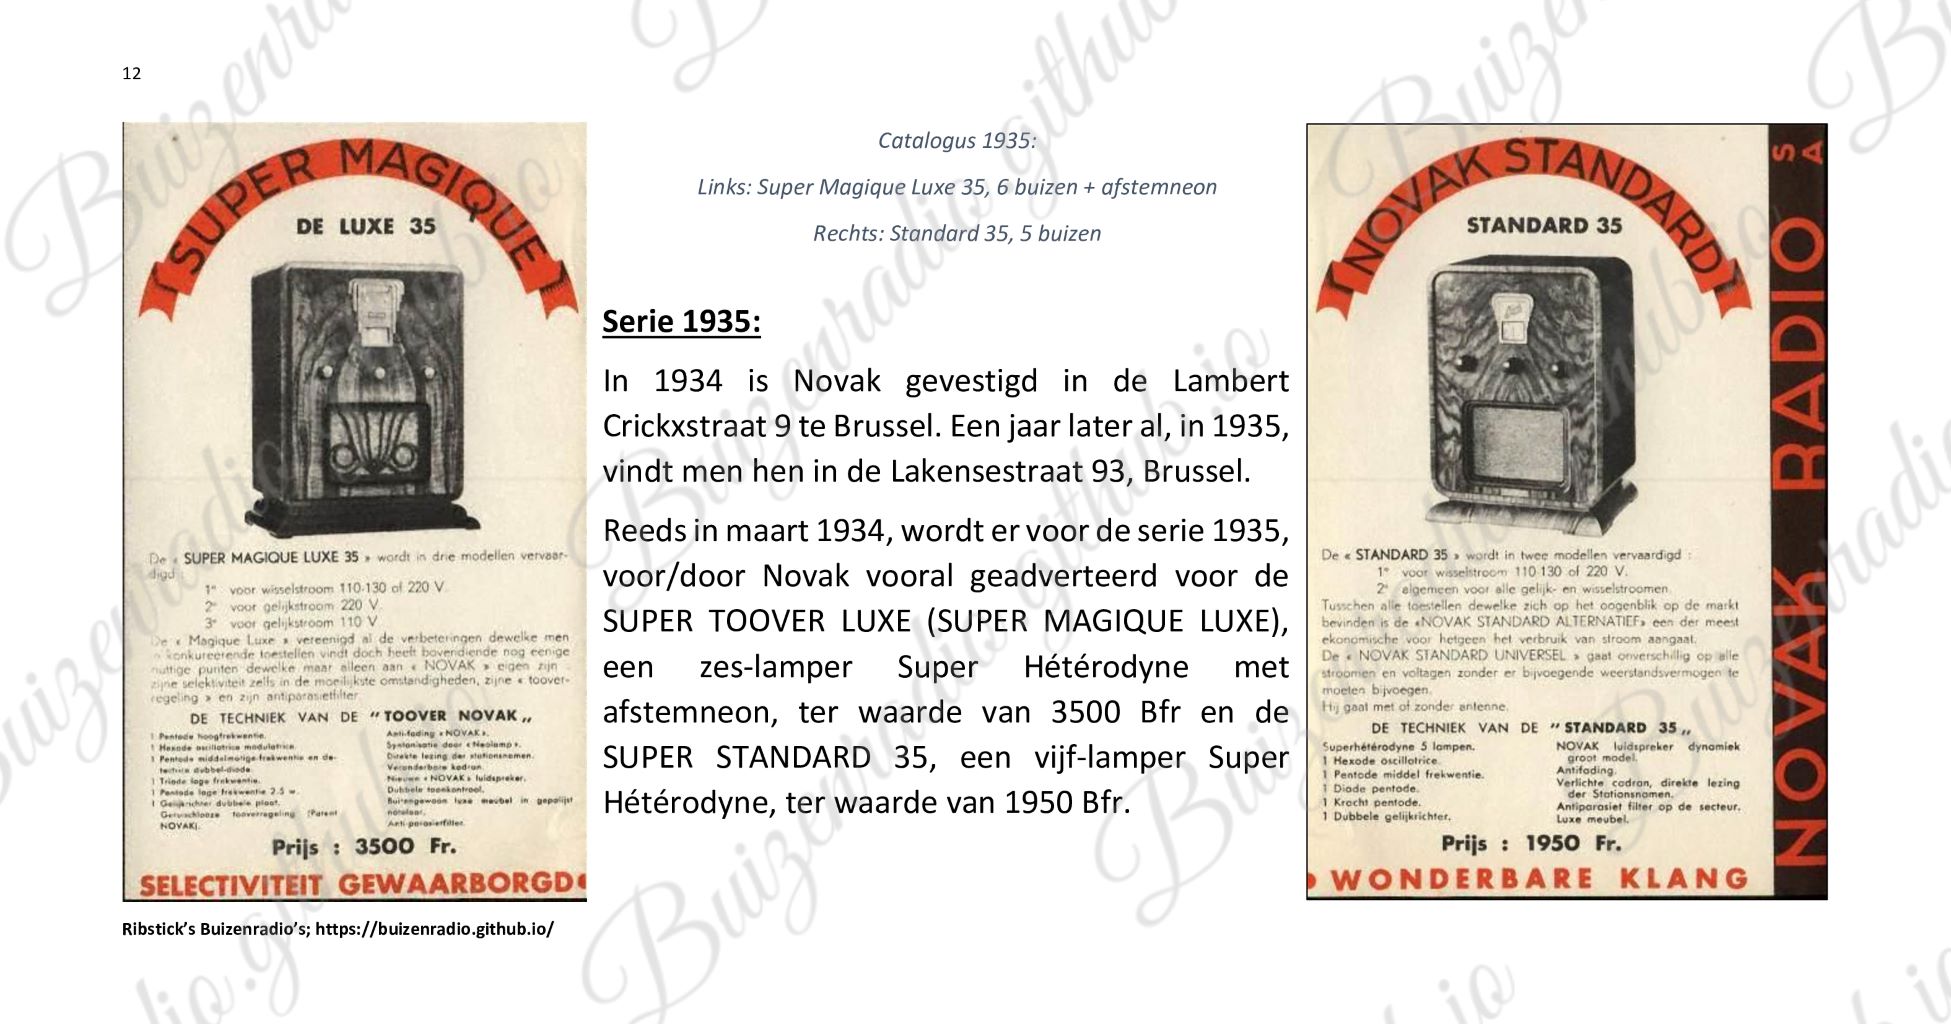 12
SUPER MAGIQUE
DE LUXE 35
De « SUPER MAGIQUE LUXE 35 » wordt in drie modellen vervaar-
digd :
1° voor wisselstroom 110-130 of 220 V.
2° voor gelijkstroom 220 V.
3° voor gelijkstroom 110 V.
De « Magique Luxe » vereenigd al de verbeteringen dewelke men
konkureerende toestellen vindt doch heeft bovendiende nog eenige
nuttige punten dewelke maar alleen aan « NOVAK » eigen zijn :
zijne selektiviteit zelfs in de moeilijkste omstandigheden, zijne « toover-
regeling » en zijn antiparasietfilter.
DE TECHNIEK VAN DE "TOOVER NOVAK„
1 Pentode hoogfrekwentie.
1 Hexode oscillatrice modulatrice.
1 Pentode middelmatige frekwentie en de-
tectrice dubbel-diode.
1 Triode lage frekwentie.
1 Pentode lage frekwentie 2.5 w.
1 Gelijkrichter dubbele plaat.
Geruischlooze tooverregeling (Patent
NOVAK).
Anti-fading « NOVAK ».
Syntonisatie door « Neolamp ».
Direkte lezing der stationsnamen.
Veranderbare kadran.
Nieuwe « NOVAK » luidspreker.
Dubbele toonkontrool.
Buitengewoon luxe meubel in gepolijst
notelaar.
Anti-parasietfilter.
Prijs : 3500 Fr.
SELECTIVITEIT GEWAARBORGD
Ribstick’s Buizenradio’s; https://buizenradio.github.io/
Catalogus 1935:
Links: Super Magique Luxe 35, 6 buizen + afstemneon
Rechts: Standard 35, 5 buizen
Serie 1935:
In 1934 is Novak gevestigd in de Lambert
Crickxstraat 9 te Brussel. Een jaar later al, in 1935,
vindt men hen in de Lakensestraat 93, Brussel.
Reeds in maart 1934, wordt er voor de serie 1935,
voor/door Novak vooral geadverteerd voor de
SUPER TOOVER LUXE (SUPER MAGIQUE LUXE),
een zes-lamper Super Hétérodyne met
afstemneon, ter waarde van 3500 Bfr en de
SUPER STANDARD 35, een vijf-lamper Super
Hétérodyne, ter waarde van 1950 Bfr.
NOVAK STANDARD
STANDARD 35
De « STANDARD 35 » wordt in twee modellen vervaardigd :
1° voor wisselstroom 110-130 of 220 V.
2° algemeen voor alle gelijk- en wisselstroomen.
Tusschen alle toestellen dewelke zich op het oogenblik op de markt
bevinden is de «NOVAK STANDARD ALTERNATIEF» een der meest
ekonomische voor hetgeen het verbruik van stroom aangaat.
De « NOVAK STANDARD UNIVERSEL » gaat onverschillig op alle
stroomen en voltagen zonder er bijvoegende weerstandsvermogen te
moeten bijvoegen.
Hij gaat met of zonder antenne.
DE TECHNIEK VAN DE "STANDARD 35„
Superhétérodyne 5 lampen.
1 Hexode oscillatrice.
1 Pentode middel frekwentie.
1 Diode pentode.
1 Kracht pentode.
1 Dubbele gelijkrichter.
NOVAK luidspreker dynamiek
groot model.
Antifading.
Verlichte cadran, direkte lezing
der Stationsnamen.
Antiparasiet filter op de secteur.
Luxe meubel.
Prijs : 1950 Fr.
WONDERBARE KLANG
NOVAK RADIO SA
Buizenradio.github.io